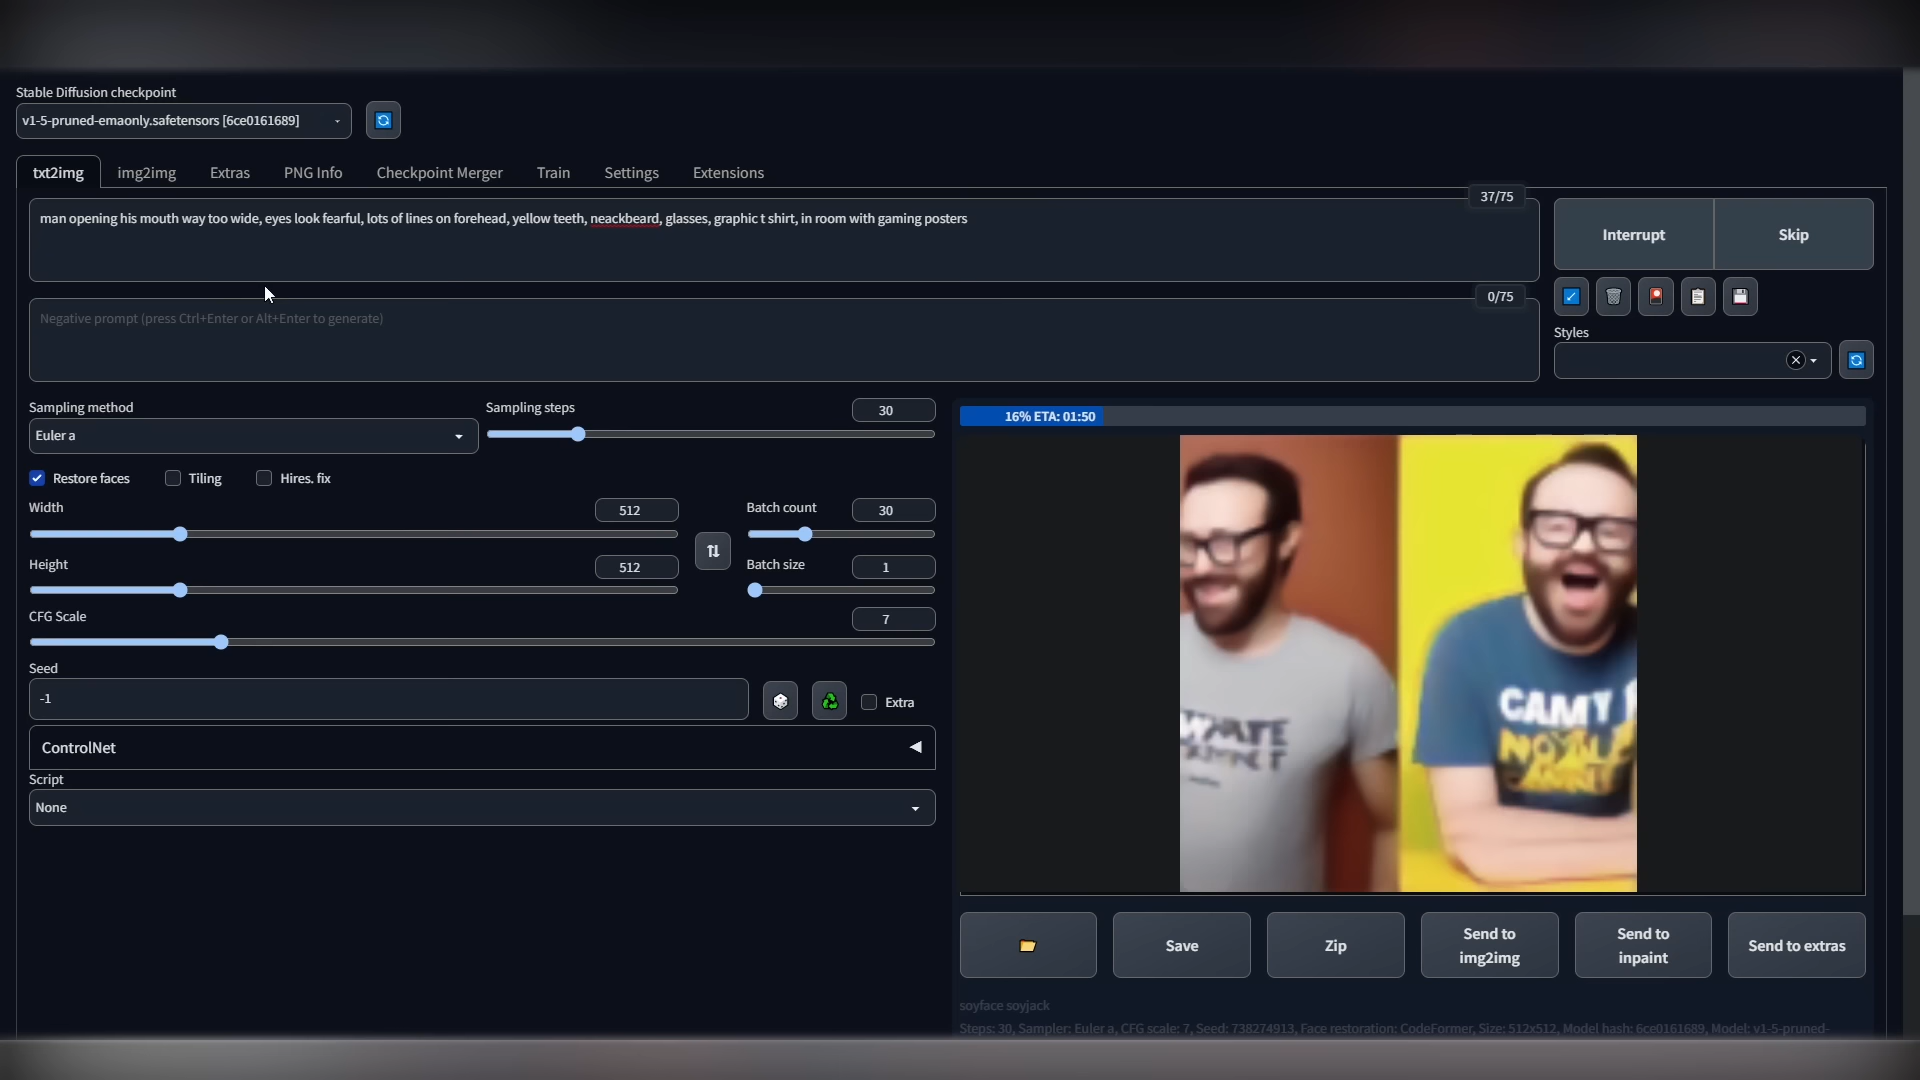 Stable Diffusion checkpoint
v1-5-pruned-emaonly.safetensors [6ce0161689]
txt2img img2img Extras PNG Info Checkpoint Merger Train Settings Extensions
37/75
man opening his mouth way too wide, eyes look fearful, lots of lines on forehead, yellow teeth, neackbeard, glasses, graphic t shirt, in room with gaming posters
Interrupt Skip
0/75
Negative prompt (press Ctrl+Enter or Alt+Enter to generate)
Styles
Sampling method
Euler a
Sampling steps 30
16% ETA: 01:50
Restore faces Tiling Hires. fix
Width 512
Batch count 30
Height 512
Batch size 1
CFG Scale 7
Seed
-1
Extra
ControlNet
Script
None
CAMY
Save Zip Send to img2img Send to inpaint Send to extras
soyface soyjack
Steps: 30, Sampler: Euler a, CFG scale: 7, Seed: 738274913, Face restoration: CodeFormer, Size: 512x512, Model hash: 6ce0161689, Model: v1-5-pruned-